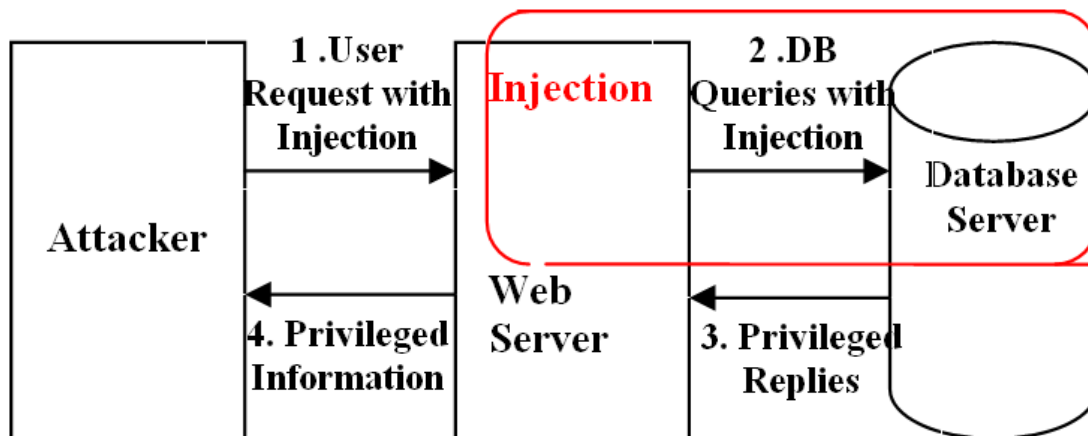 Attacker
1 .User
Request with
Injection
4. Privileged
Information
Injection
Web
Server
2 .DB
Queries with
Injection
3. Privileged
Replies
Database
Server